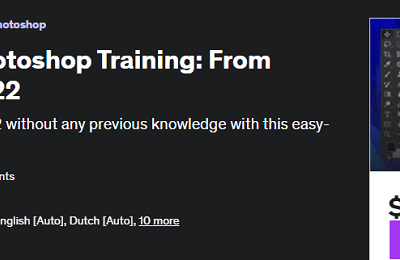 hotoshop
otoshop Training: From
22
2 without any previous knowledge with this easy-
nts
nglish [Auto], Dutch [Auto], 10 more
$